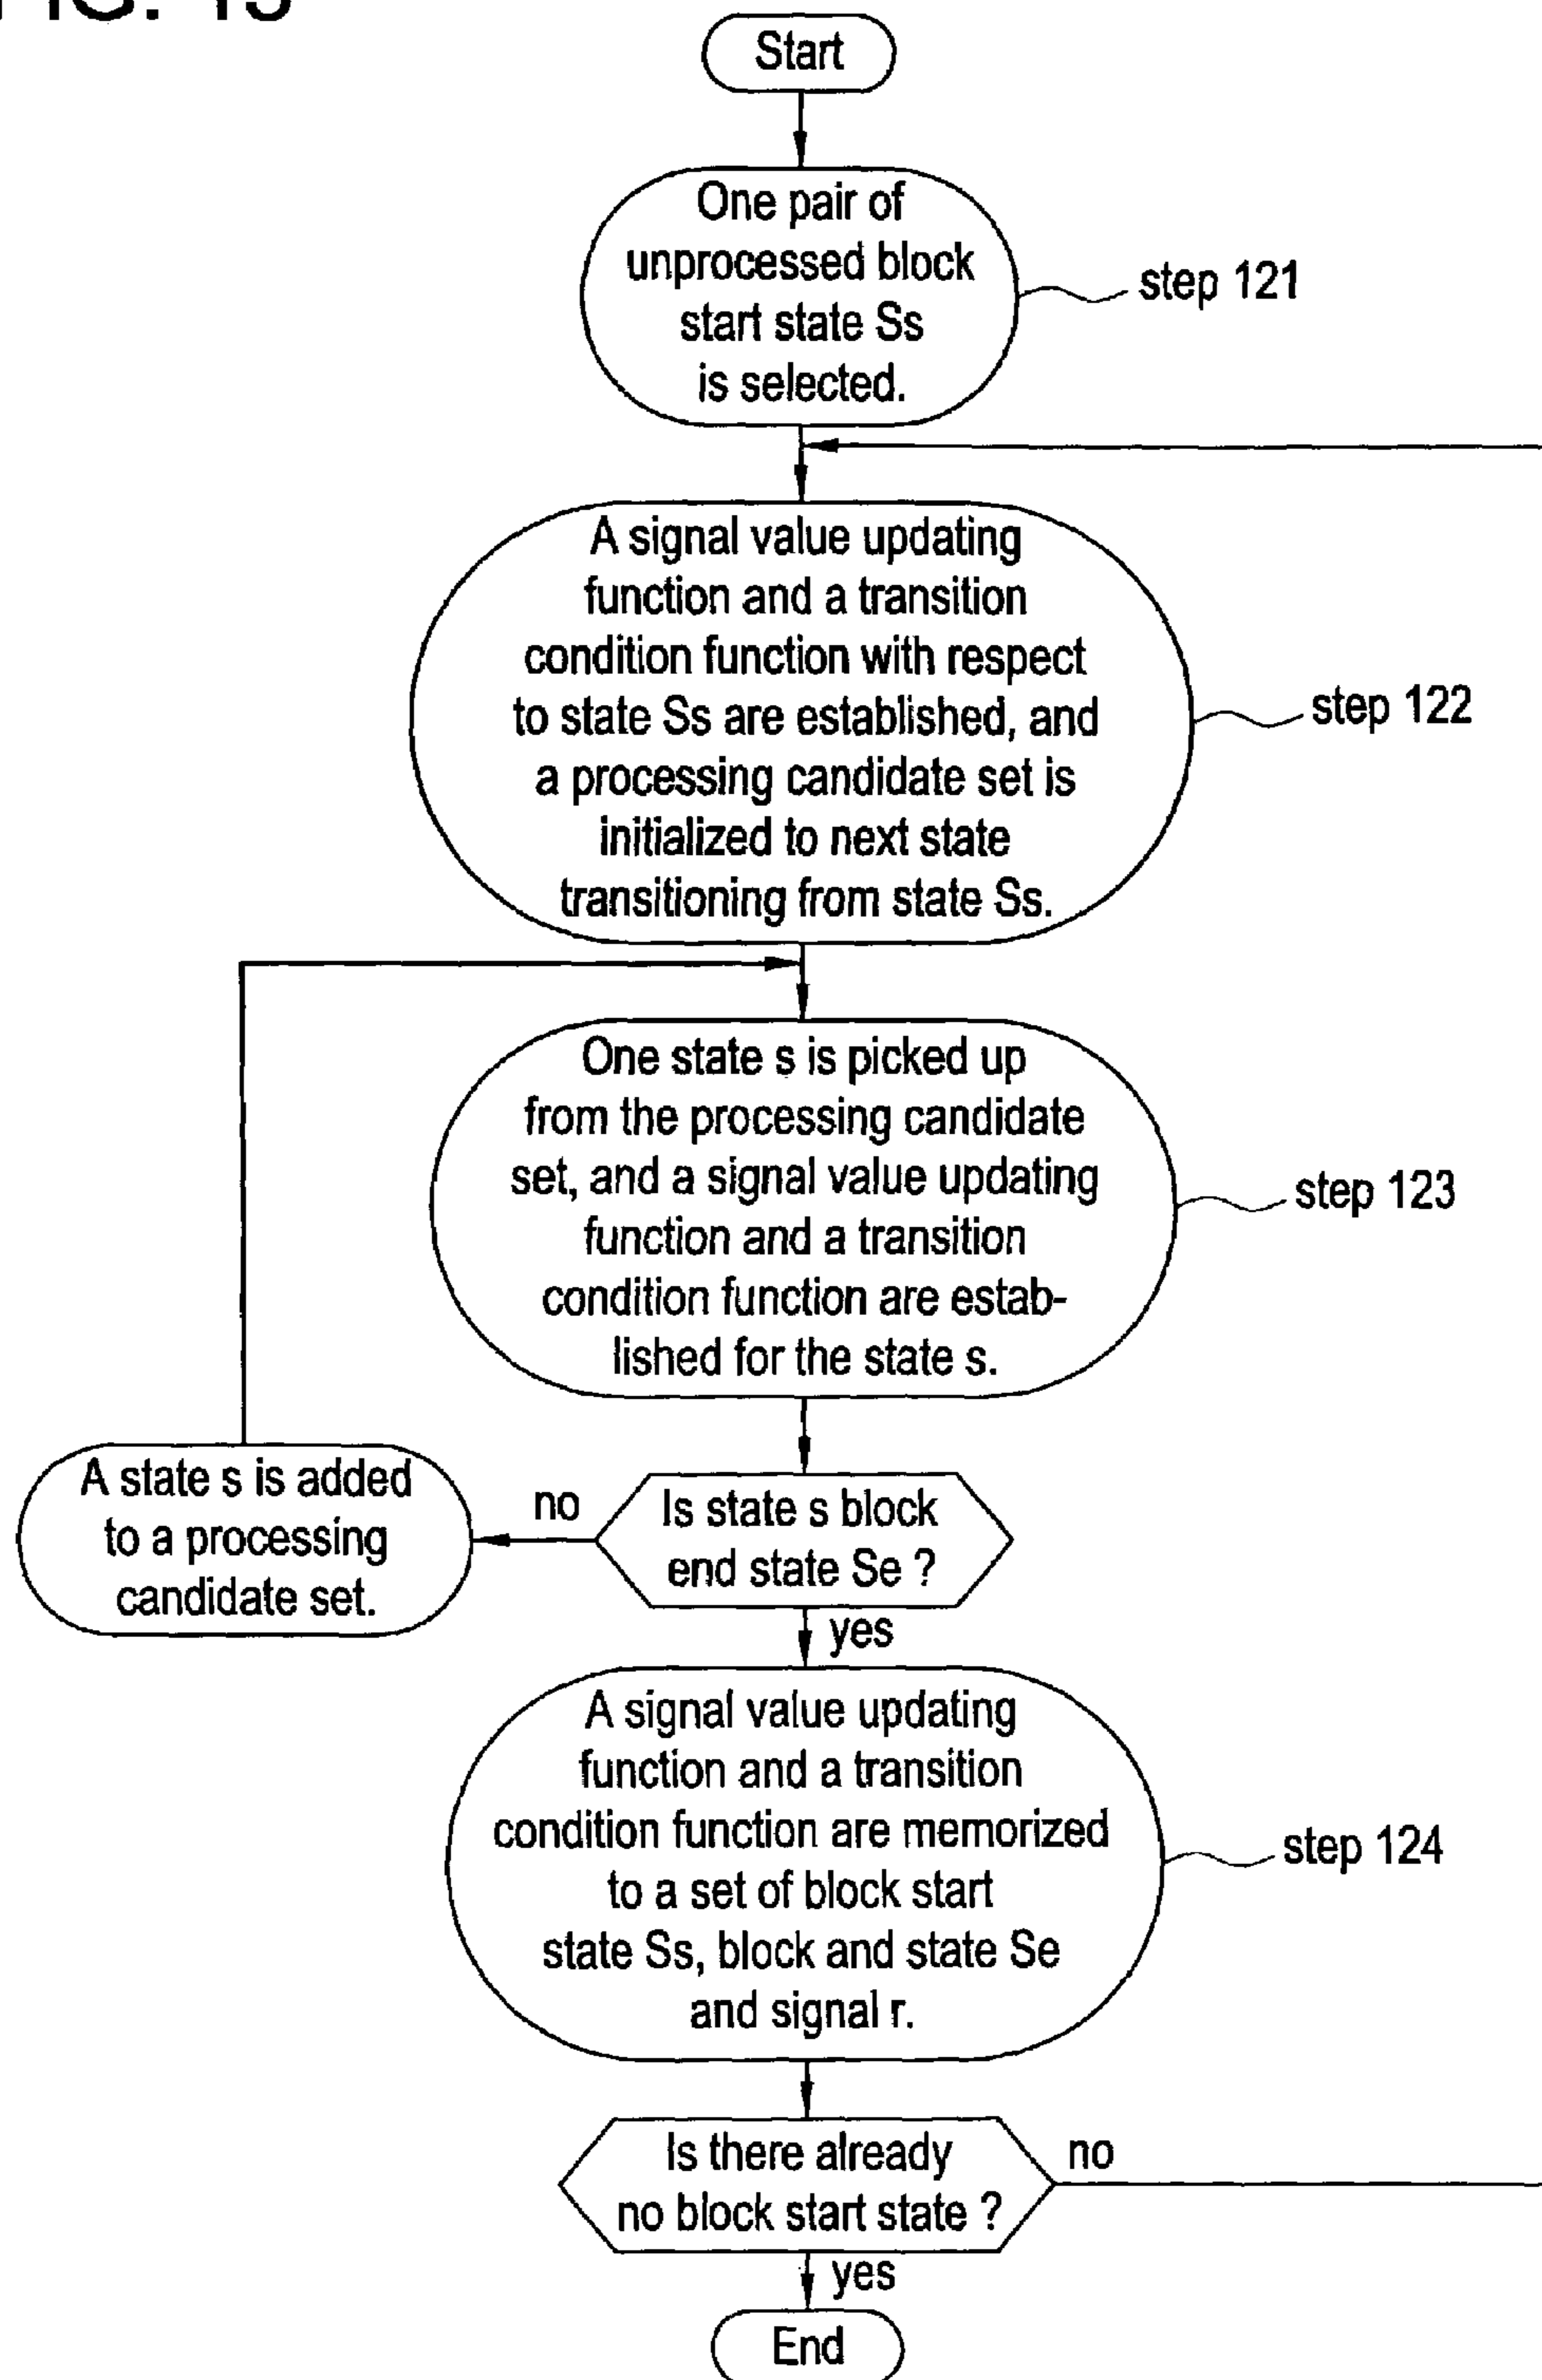 Start
One pair of
unprocessed block
start state Ss
is selected.
step 121
A signal value updating
function and a transition
condition function with respect
to state Ss are established, and
a processing candidate set is
initialized to next state
transitioning from state Ss.
step 122
One state s is picked up
from the processing candidate
set, and a signal value updating
function and a transition
condition function are estab-
lished for the state s.
step 123
A state s is added
to a processing
candidate set.
no
Is state s block
end state Se ?
yes
A signal value updating
function and a transition
condition function are memorized
to a set of block start
state Ss, block and state Se
and signal r.
step 124
Is there already
no block start state ?
no
yes
End